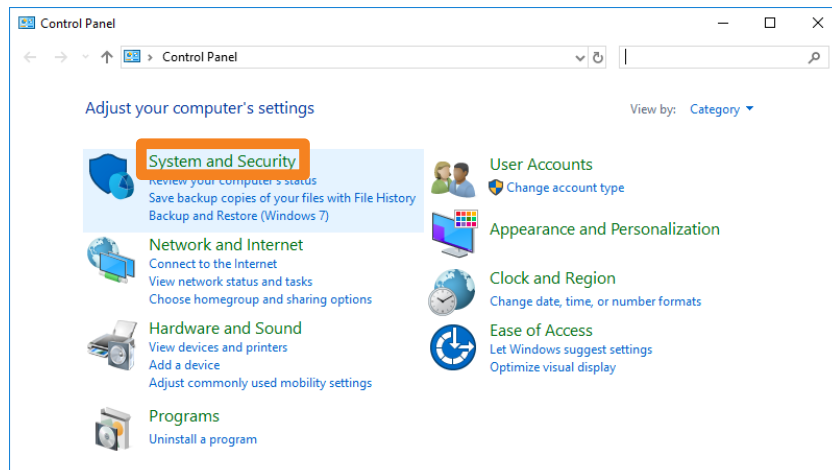 Control Panel
Control Panel
Adjust your computer's settings
View by: Category
System and Security
Review your computer's status
Save backup copies of your files with File History
Backup and Restore (Windows 7)
Network and Internet
Connect to the Internet
View network status and tasks
Choose homegroup and sharing options
Hardware and Sound
View devices and printers
Add a device
Adjust commonly used mobility settings
Programs
Uninstall a program
User Accounts
Change account type
Appearance and Personalization
Clock and Region
Change date, time, or number formats
Ease of Access
Let Windows suggest settings
Optimize visual display